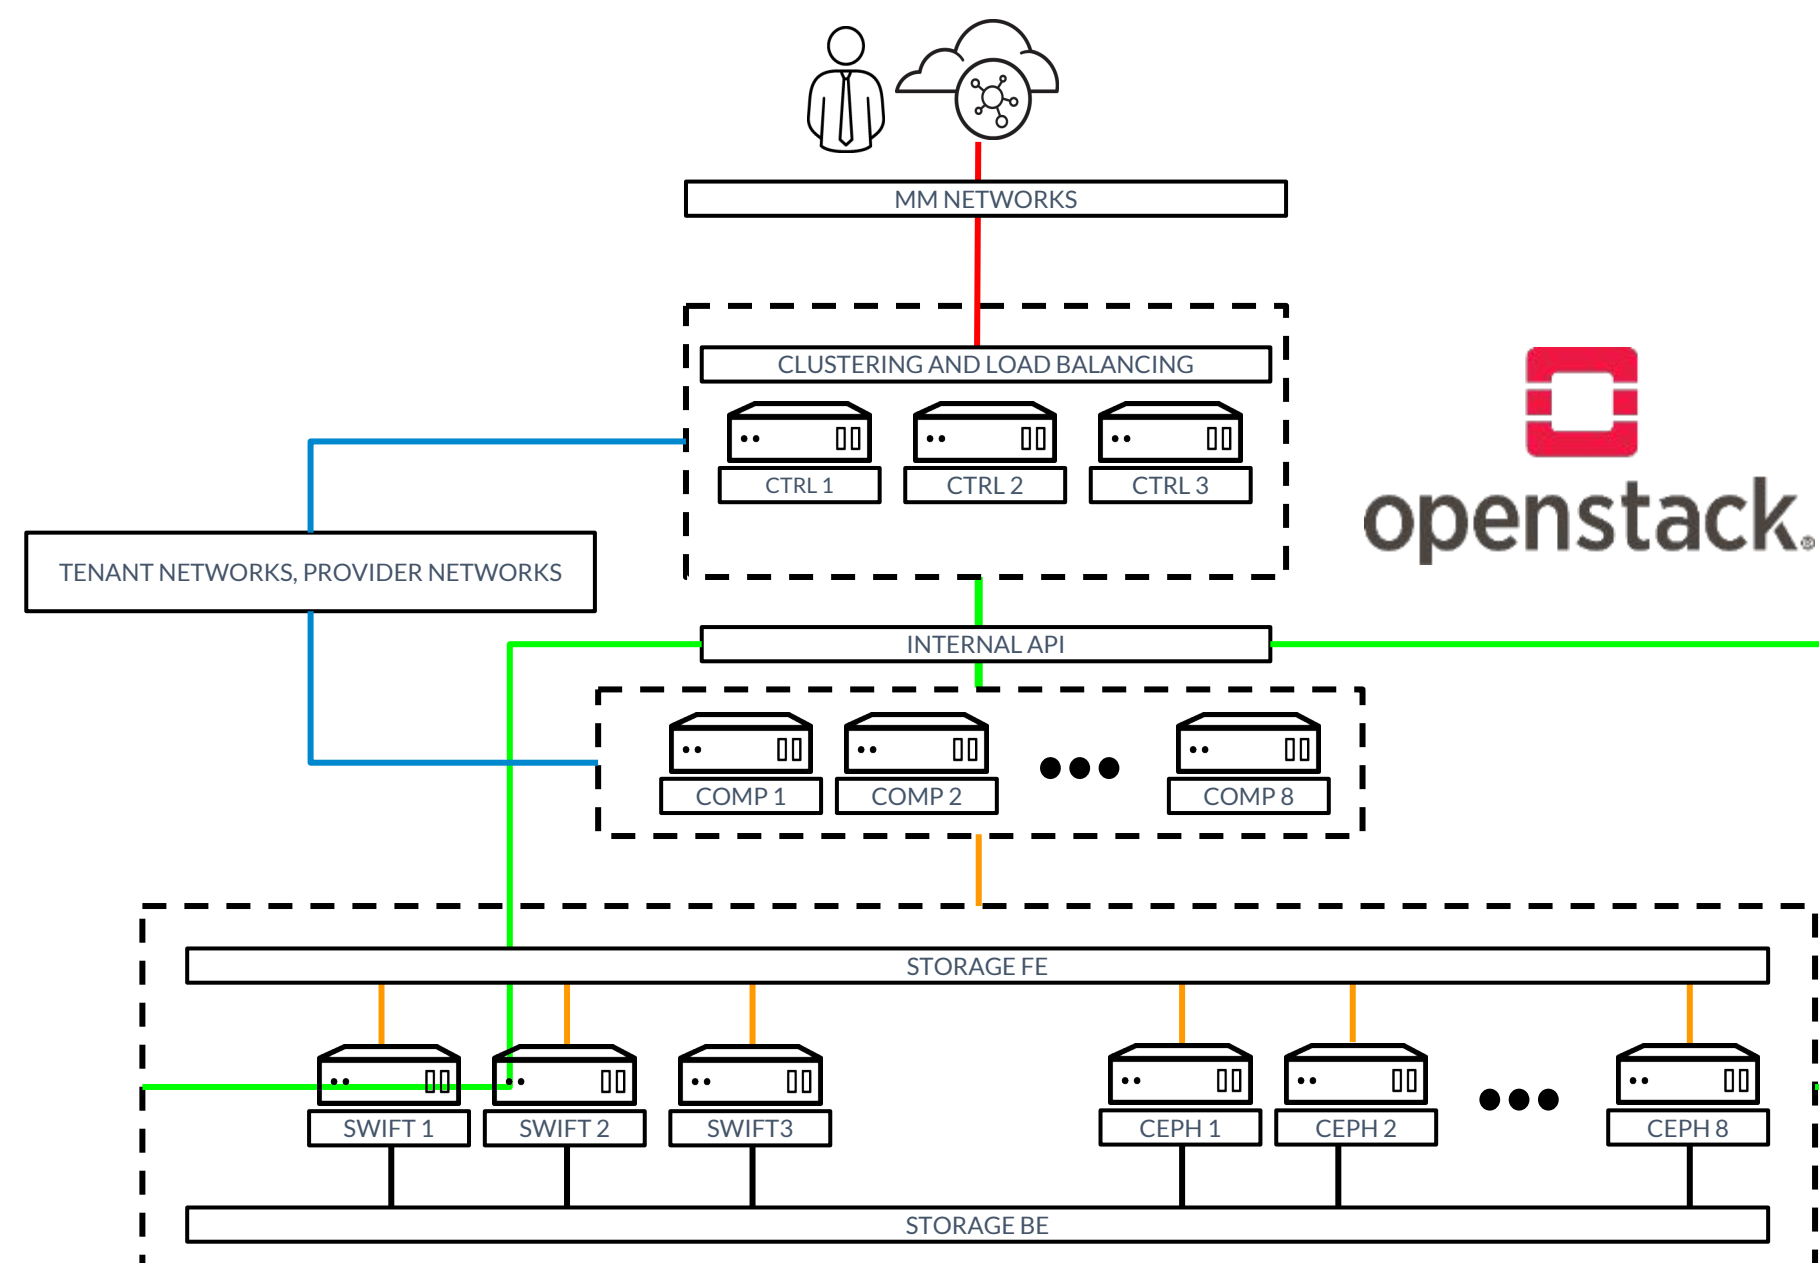 MM NETWORKS
CLUSTERING AND LOAD BALANCING
CTRL 1
CTRL 2
CTRL 3
openstack®
TENANT NETWORKS, PROVIDER NETWORKS
INTERNAL API
COMP 1
COMP 2
COMP 8
STORAGE FE
SWIFT 1
SWIFT 2
SWIFT3
CEPH 1
CEPH 2
CEPH 8
STORAGE BE